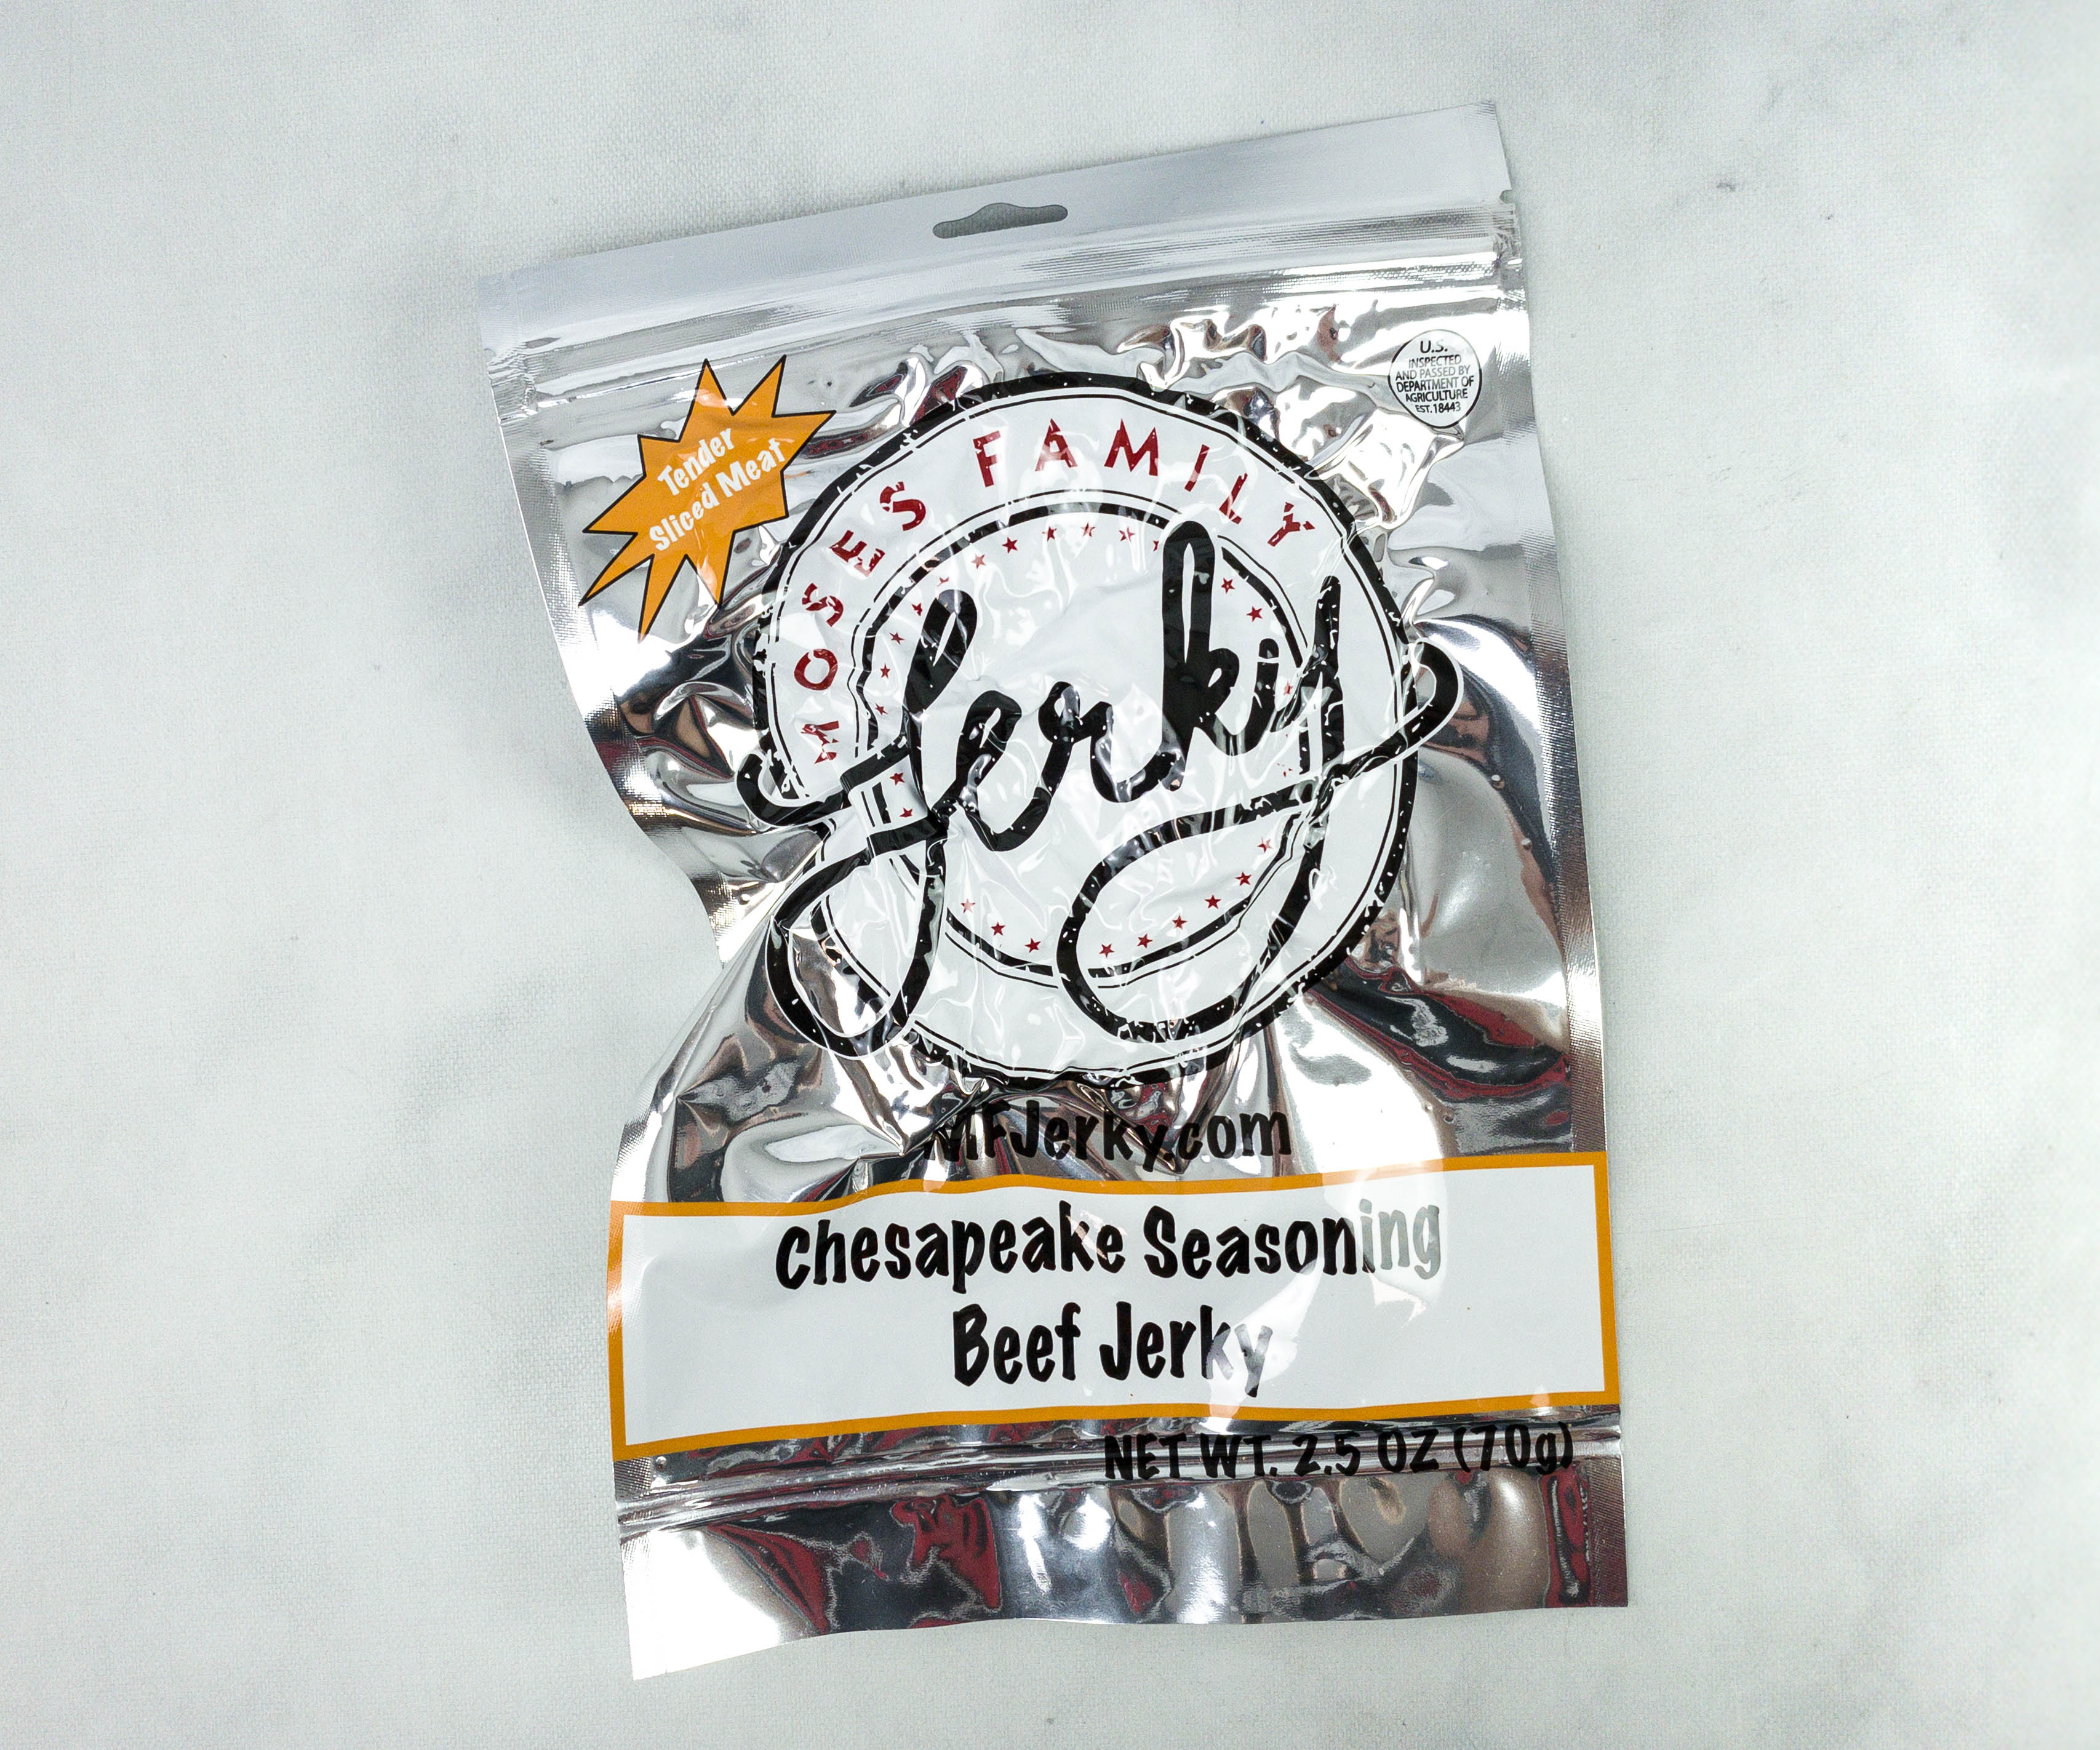 U.S.
INSPECTED
AND PASSED BY
DEPARTMENT OF
AGRICULTURE
EST. 18443
Tender
Sliced Meat
MOSES FAMILY
Jerky
MFJerky.com
Chesapeake Seasoning
Beef Jerky
NET WT. 2.5 OZ (70g)